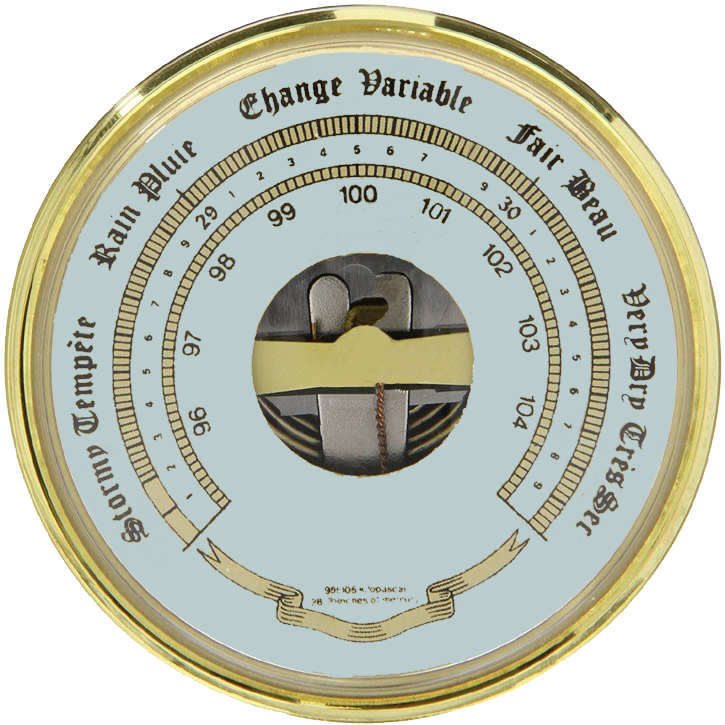 Stormy Tempête
Rain Pluie
Change Variable
Fair Beau
Very Dry Très Sec
1 2 3 4 5 6 7 8 9 29 1 2 3 4 5 6 7 9 30 1 2 3 4 5 6 7 8 9
96 97 98 99 100 101 102 103 104